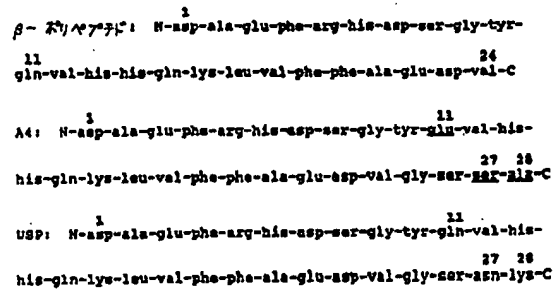 1
β- ポリペプチド: N-asp-ala-glu-phe-arg-his-asp-ser-gly-tyr-
11 24
gln-val-his-his-gln-lys-leu-val-phe-phe-ala-glu-asp-val-C
1 11
A4: N-asp-ala-glu-phe-arg-his-asp-ser-gly-tyr-glu-val-his-
27 28
his-gln-lys-leu-val-phe-phe-ala-glu-asp-val-gly-ser-ser-ala-C
1 11
USP: N-asp-ala-glu-phe-arg-his-asp-ser-gly-tyr-gln-val-his-
27 28
his-gln-lys-leu-val-phe-phe-ala-glu-asp-val-gly-ser-asn-lys-C